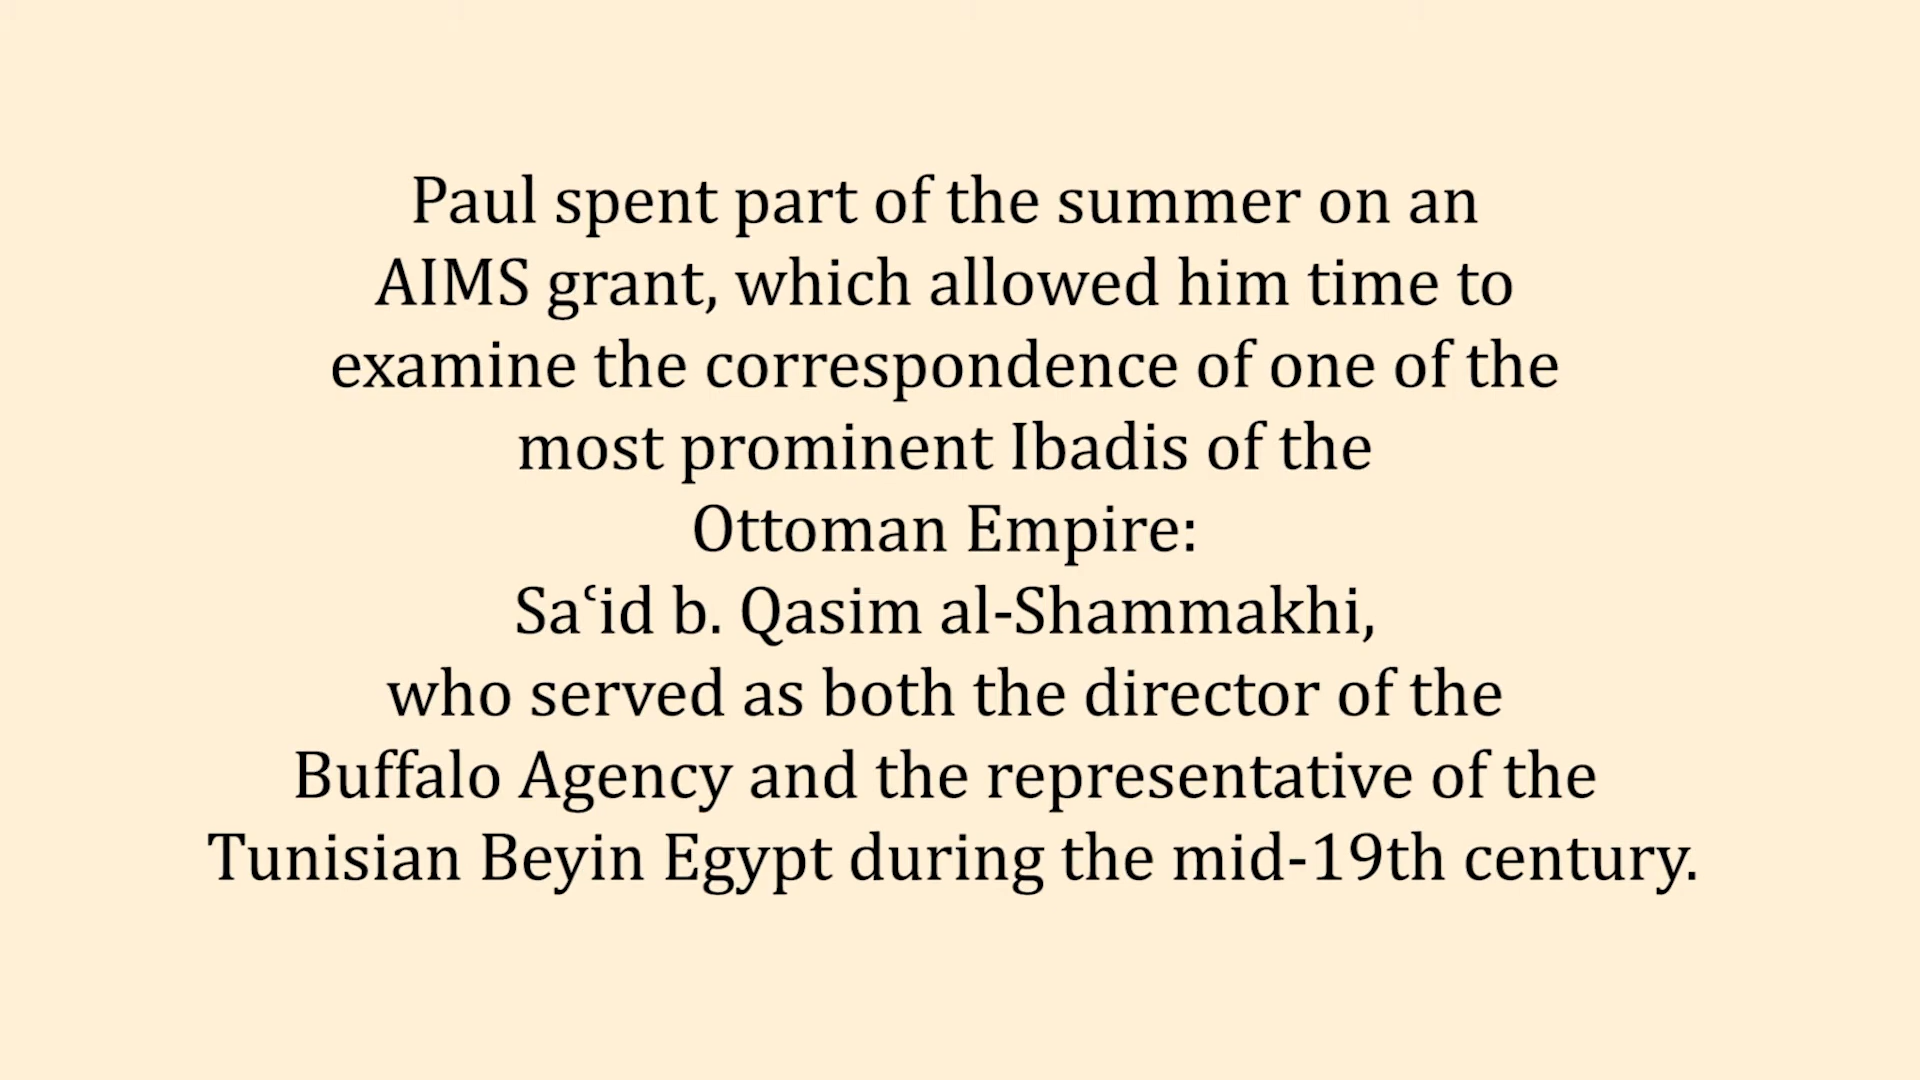 Paul spent part of the summer on an
AIMS grant, which allowed him time to
examine the correspondence of one of the
most prominent Ibadis of the
Ottoman Empire:
Saʿid b. Qasim al-Shammakhi,
who served as both the director of the
Buffalo Agency and the representative of the
Tunisian Beyin Egypt during the mid-19th century.